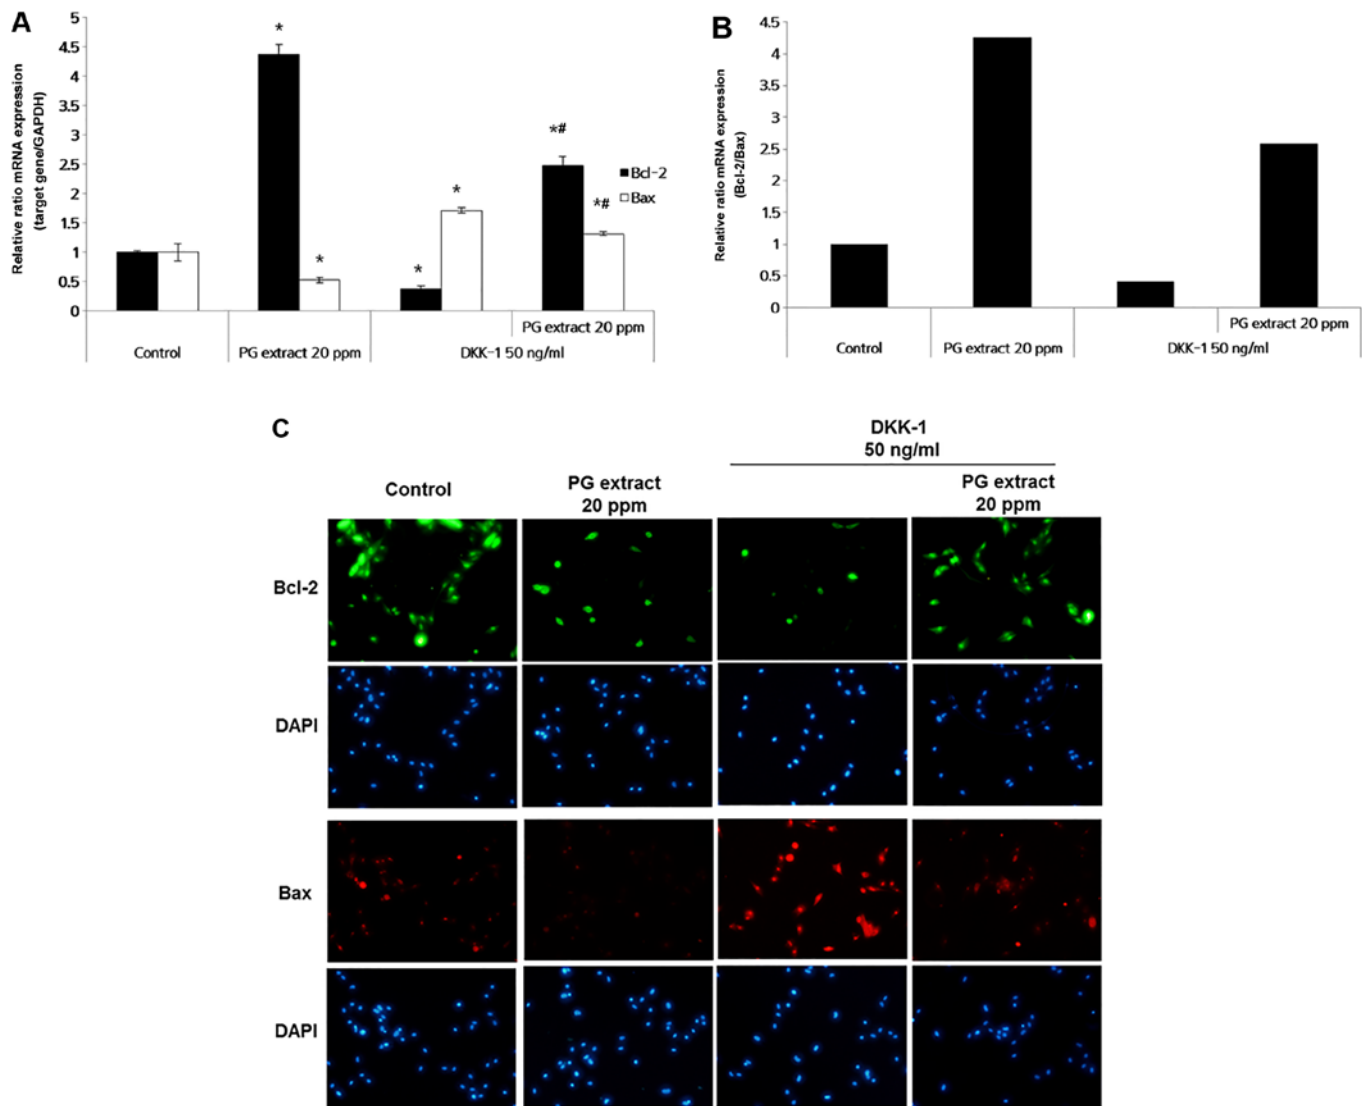 A
Relative ratio mRNA expression
(target gene/GAPDH)
5
4.5
4
3.5
3
2.5
2
1.5
1
0.5
0
*
*
*
*
*#
*#
Bcl-2
Bax
PG extract 20 ppm
Control
PG extract 20 ppm
DKK-1 50 ng/ml
B
Relative ratio mRNA expression
(Bcl-2/Bax)
4.5
4
3.5
3
2.5
2
1.5
1
0.5
0
PG extract 20 ppm
Control
PG extract 20 ppm
DKK-1 50 ng/ml
C
DKK-1
50 ng/ml
Control
PG extract
20 ppm
PG extract
20 ppm
Bcl-2
DAPI
Bax
DAPI